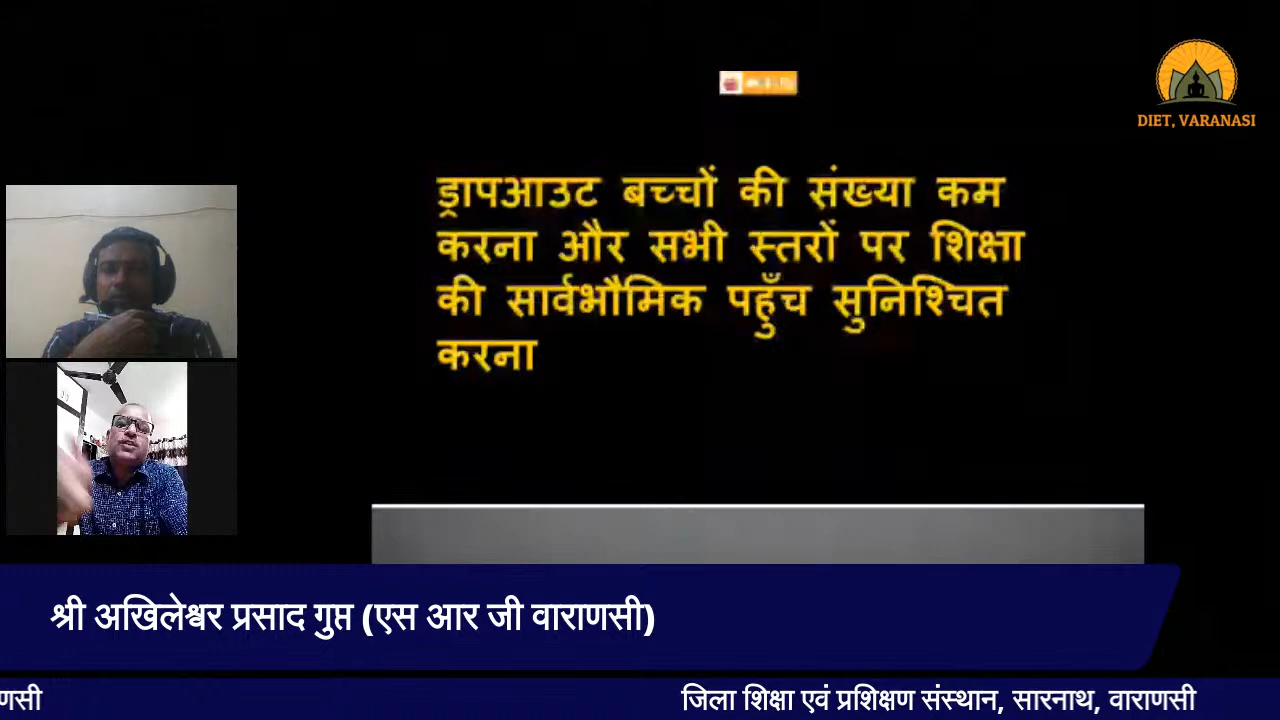 DIET, VARANASI
ड्रापआउट बच्चों की संख्या कम
करना और सभी स्तरों पर शिक्षा
की सार्वभौमिक पहुँच सुनिश्चित
करना
श्री अखिलेश्वर प्रसाद गुप्त (एस आर जी वाराणसी)
णसी जिला शिक्षा एवं प्रशिक्षण संस्थान, सारनाथ, वाराणसी